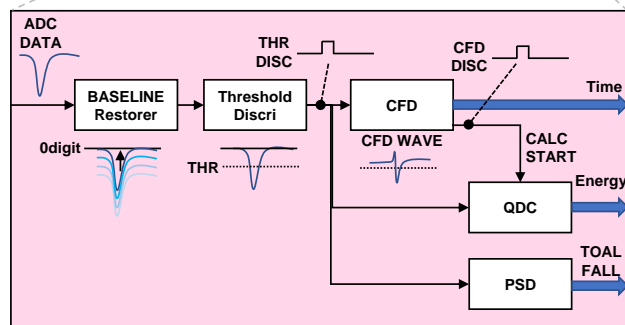 ADC
DATA
THR
DISC
CFD
DISC
BASELINE
Restorer
Threshold
Discri
CFD
Time
0digit
THR
CFD WAVE
CALC
START
QDC
Energy
PSD
TOAL
FALL